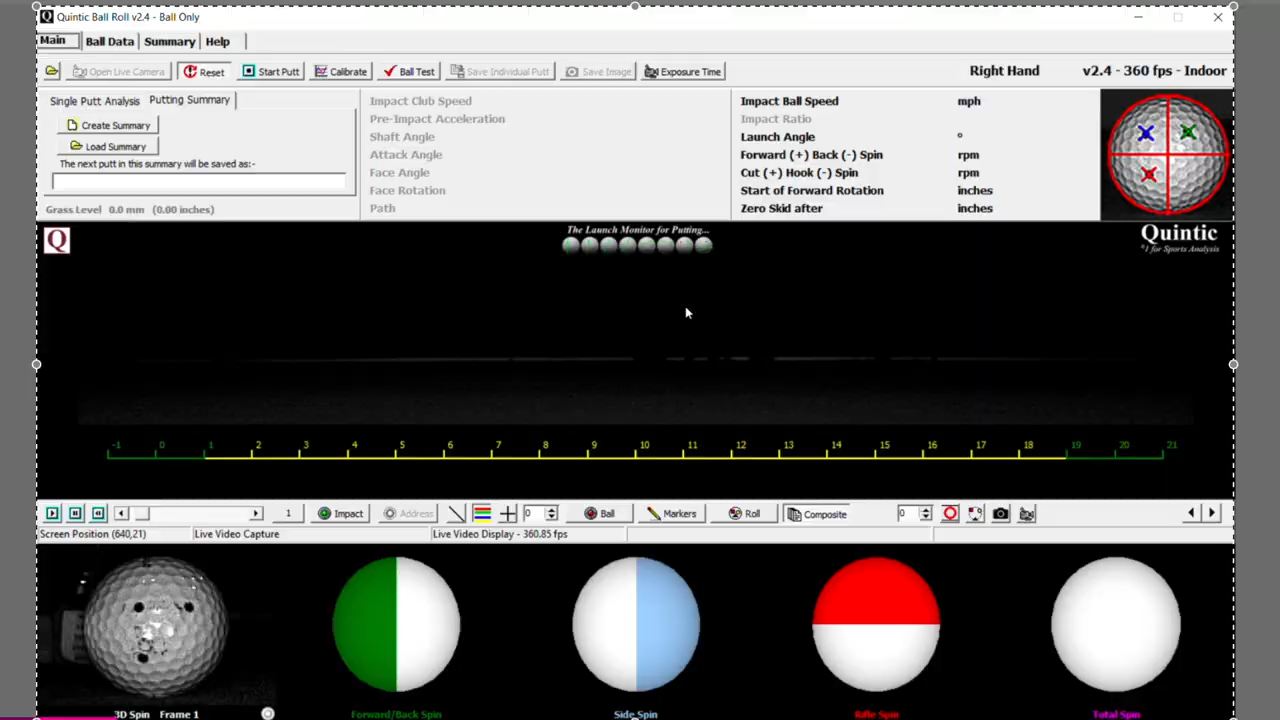 Q Quintic Ball Roll v2.4 - Ball Only
Main Ball Data Summary Help
Open Live Camera Reset Start Putt Calibrate Ball Test Save Individual Putt Save Image Exposure Time Right Hand v2.4 - 360 fps - Indoor
Single Putt Analysis Putting Summary
Create Summary
Load Summary
The next putt in this summary will be saved as:-
Grass Level 0.0 mm (0.00 inches)
Impact Club Speed
Pre-Impact Acceleration
Shaft Angle
Attack Angle
Face Angle
Face Rotation
Path
Impact Ball Speed mph
Impact Ratio
Launch Angle °
Forward (+) Back (-) Spin rpm
Cut (+) Hook (-) Spin rpm
Start of Forward Rotation inches
Zero Skid after inches
Q
The Launch Monitor for Putting...
Quintic
#1 for Sports Analysis
-1 0 1 2 3 4 5 6 7 8 9 10 11 12 13 14 15 16 17 18 19 20 21
1 Impact Address 0 Ball Markers Roll Composite 0
Screen Position (640,21) Live Video Capture Live Video Display - 360.85 fps
3D Spin Frame 1 Forward/Back Spin Side Spin Rifle Spin Total Spin